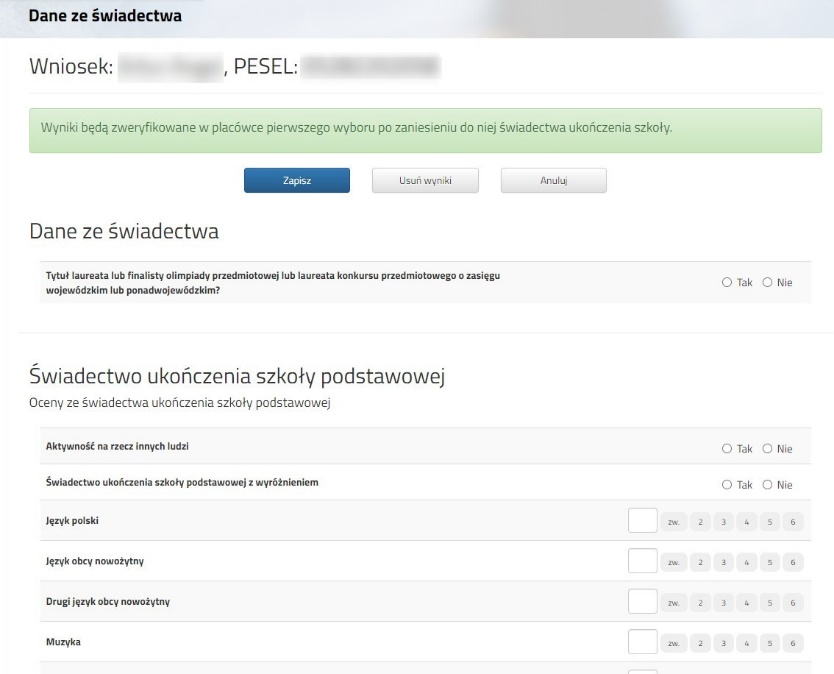 Dane ze świadectwa
Wniosek: , PESEL:
Wyniki będą zweryfikowane w placówce pierwszego wyboru po zaniesieniu do niej świadectwa ukończenia szkoły.
Zapisz Usuń wyniki Anuluj
Dane ze świadectwa
Tytuł laureata lub finalisty olimpiady przedmiotowej lub laureata konkursu przedmiotowego o zasięgu
wojewódzkim lub ponadwojewódzkim?
Tak Nie
Świadectwo ukończenia szkoły podstawowej
Oceny ze świadectwa ukończenia szkoły podstawowej
Aktywność na rzecz innych ludzi Tak Nie
Świadectwo ukończenia szkoły podstawowej z wyróżnieniem Tak Nie
Język polski zw. 2 3 4 5 6
Język obcy nowożytny zw. 2 3 4 5 6
Drugi język obcy nowożytny zw. 2 3 4 5 6
Muzyka zw. 2 3 4 5 6